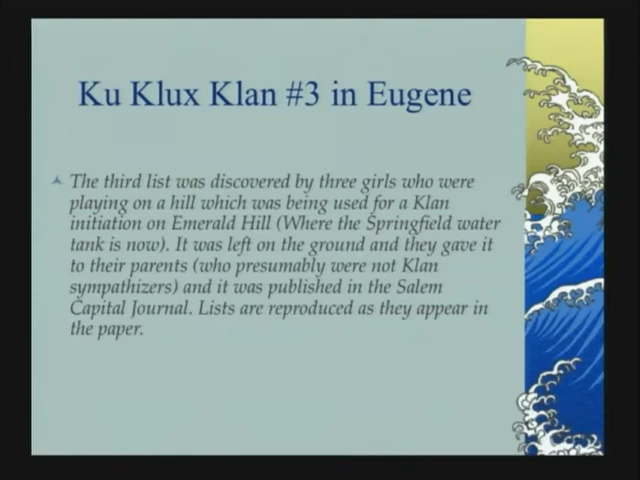 Ku Klux Klan #3 in Eugene
The third list was discovered by three girls who were
playing on a hill which was being used for a Klan
initiation on Emerald Hill (Where the Springfield water
tank is now). It was left on the ground and they gave it
to their parents (who presumably were not Klan
sympathizers) and it was published in the Salem
Capital Journal. Lists are reproduced as they appear in
the paper.